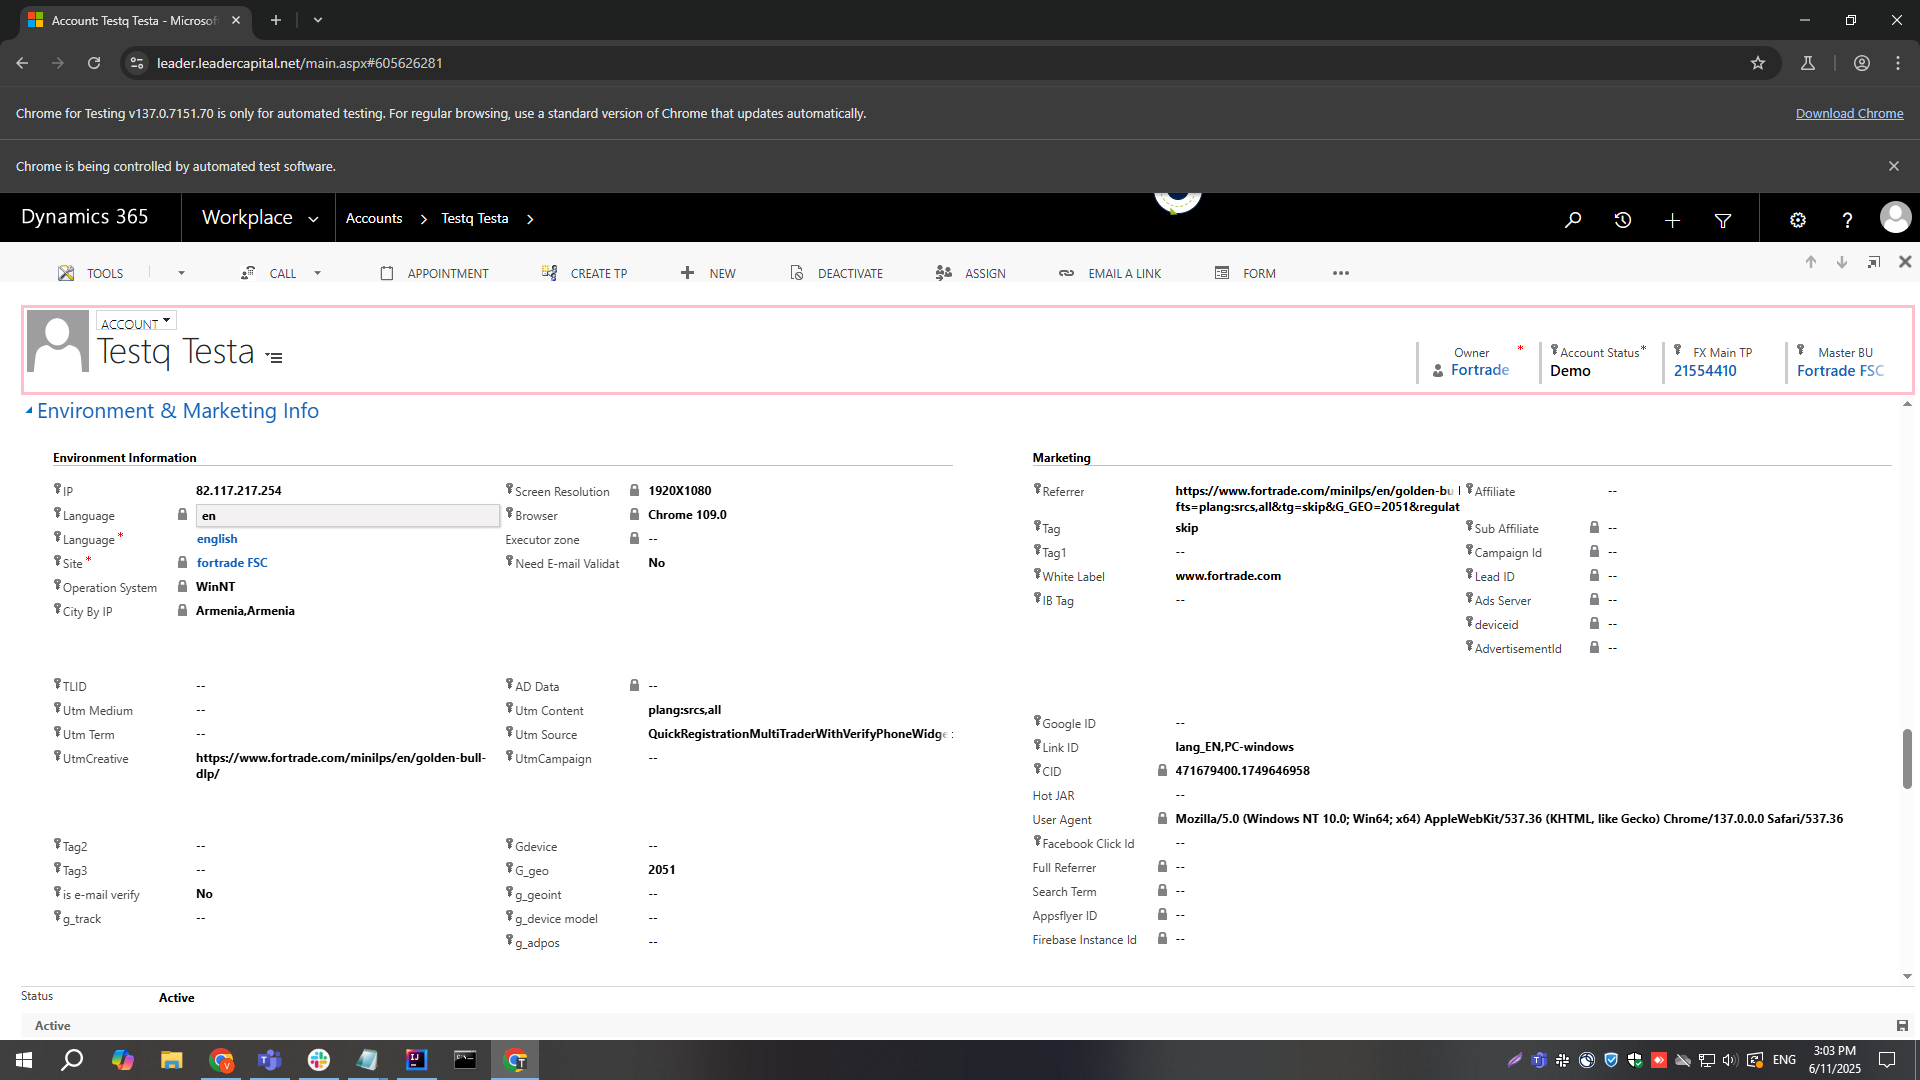 Account: Testq Testa - Microsof
leader.leadercapital.net/main.aspx#605626281
Chrome for Testing v137.0.7151.70 is only for automated testing. For regular browsing, use a standard version of Chrome that updates automatically.
Download Chrome
Chrome is being controlled by automated test software.
Dynamics 365
Workplace
Accounts
Testq Testa
TOOLS
CALL
APPOINTMENT
CREATE TP
NEW
DEACTIVATE
ASSIGN
EMAIL A LINK
FORM
ACCOUNT
Testq Testa
Owner *
Fortrade
Account Status*
Demo
FX Main TP
21554410
Master BU
Fortrade FSC
Environment & Marketing Info
Environment Information
IP 82.117.217.254
Language en
Language* english
Site* fortrade FSC
Operation System WinNT
City By IP Armenia,Armenia
Screen Resolution 1920X1080
Browser Chrome 109.0
Executor zone --
Need E-mail Validat No
TLID --
Utm Medium --
Utm Term --
UtmCreative https://www.fortrade.com/minilps/en/golden-bull-
dlp/
AD Data --
Utm Content plang:srcs,all
Utm Source QuickRegistrationMultiTraderWithVerifyPhoneWidge
UtmCampaign --
Tag2 --
Tag3 --
is e-mail verify No
g_track --
Gdevice --
G_geo 2051
g_geoint --
g_device model --
g_adpos --
Marketing
Referrer https://www.fortrade.com/minilps/en/golden-bu
fts=plang:srcs,all&tg=skip&G_GEO=2051&regulat
Tag skip
Tag1 --
White Label www.fortrade.com
IB Tag --
Affiliate --
Sub Affiliate --
Campaign Id --
Lead ID --
Ads Server --
deviceid --
AdvertisementId --
Google ID --
Link ID lang_EN,PC-windows
CID 471679400.1749646958
Hot JAR --
User Agent Mozilla/5.0 (Windows NT 10.0; Win64; x64) AppleWebKit/537.36 (KHTML, like Gecko) Chrome/137.0.0.0 Safari/537.36
Facebook Click Id --
Full Referrer --
Search Term --
Appsflyer ID --
Firebase Instance Id --
Status Active
Active
ENG
3:03 PM
6/11/2025